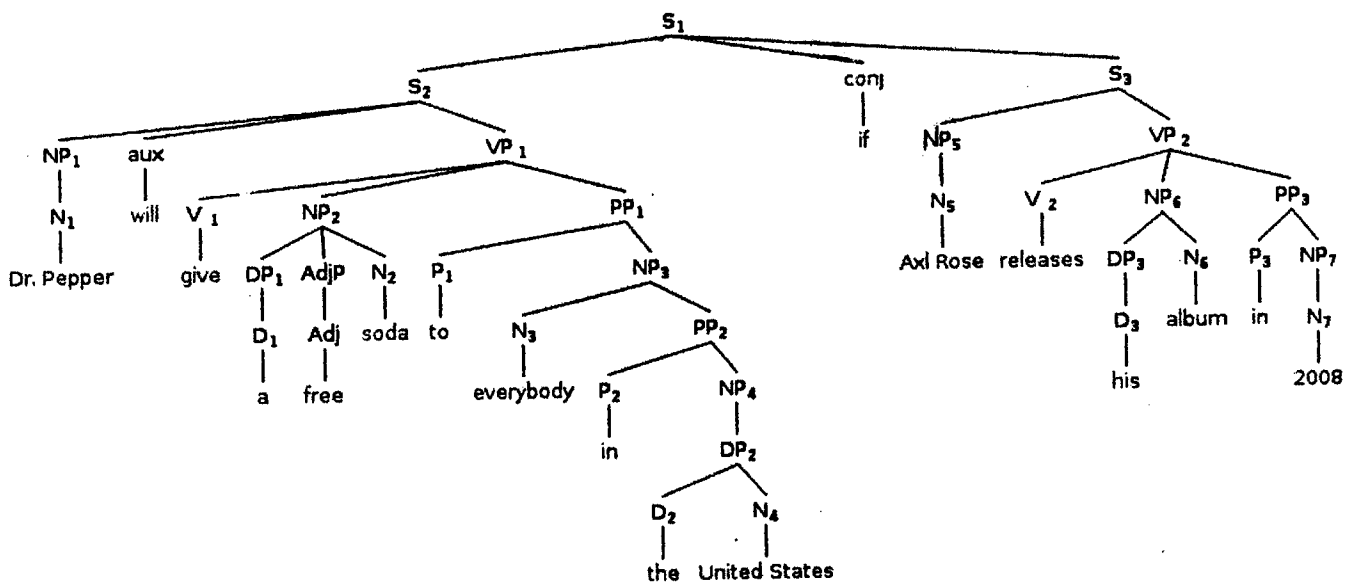 S₁
S₂ conj S₃
if
NP₁ aux VP₁ NP₅ VP₂
N₁ will V₁ NP₂ PP₁ N₅ V₂ NP₆ PP₃
Dr. Pepper give DP₁ AdjP N₂ P₁ NP₃ Axl Rose releases DP₃ N₆ P₃ NP₇
D₁ Adj soda to N₃ PP₂ D₃ album in N₇
a free everybody P₂ NP₄ his 2008
in DP₂
D₂ N₄
the United States